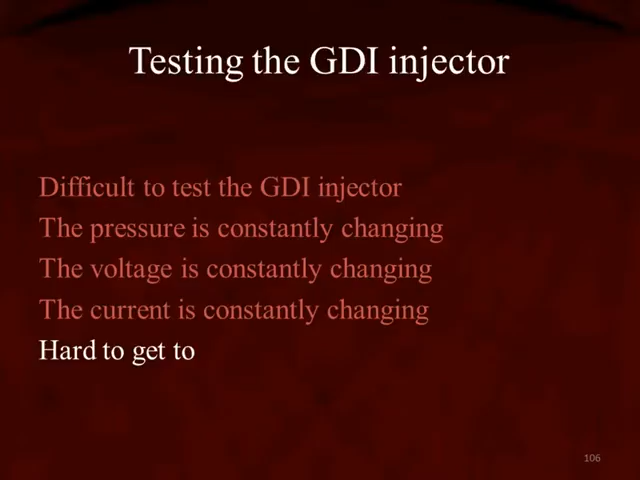 Testing the GDI injector
Difficult to test the GDI injector
The pressure is constantly changing
The voltage is constantly changing
The current is constantly changing
Hard to get to
106